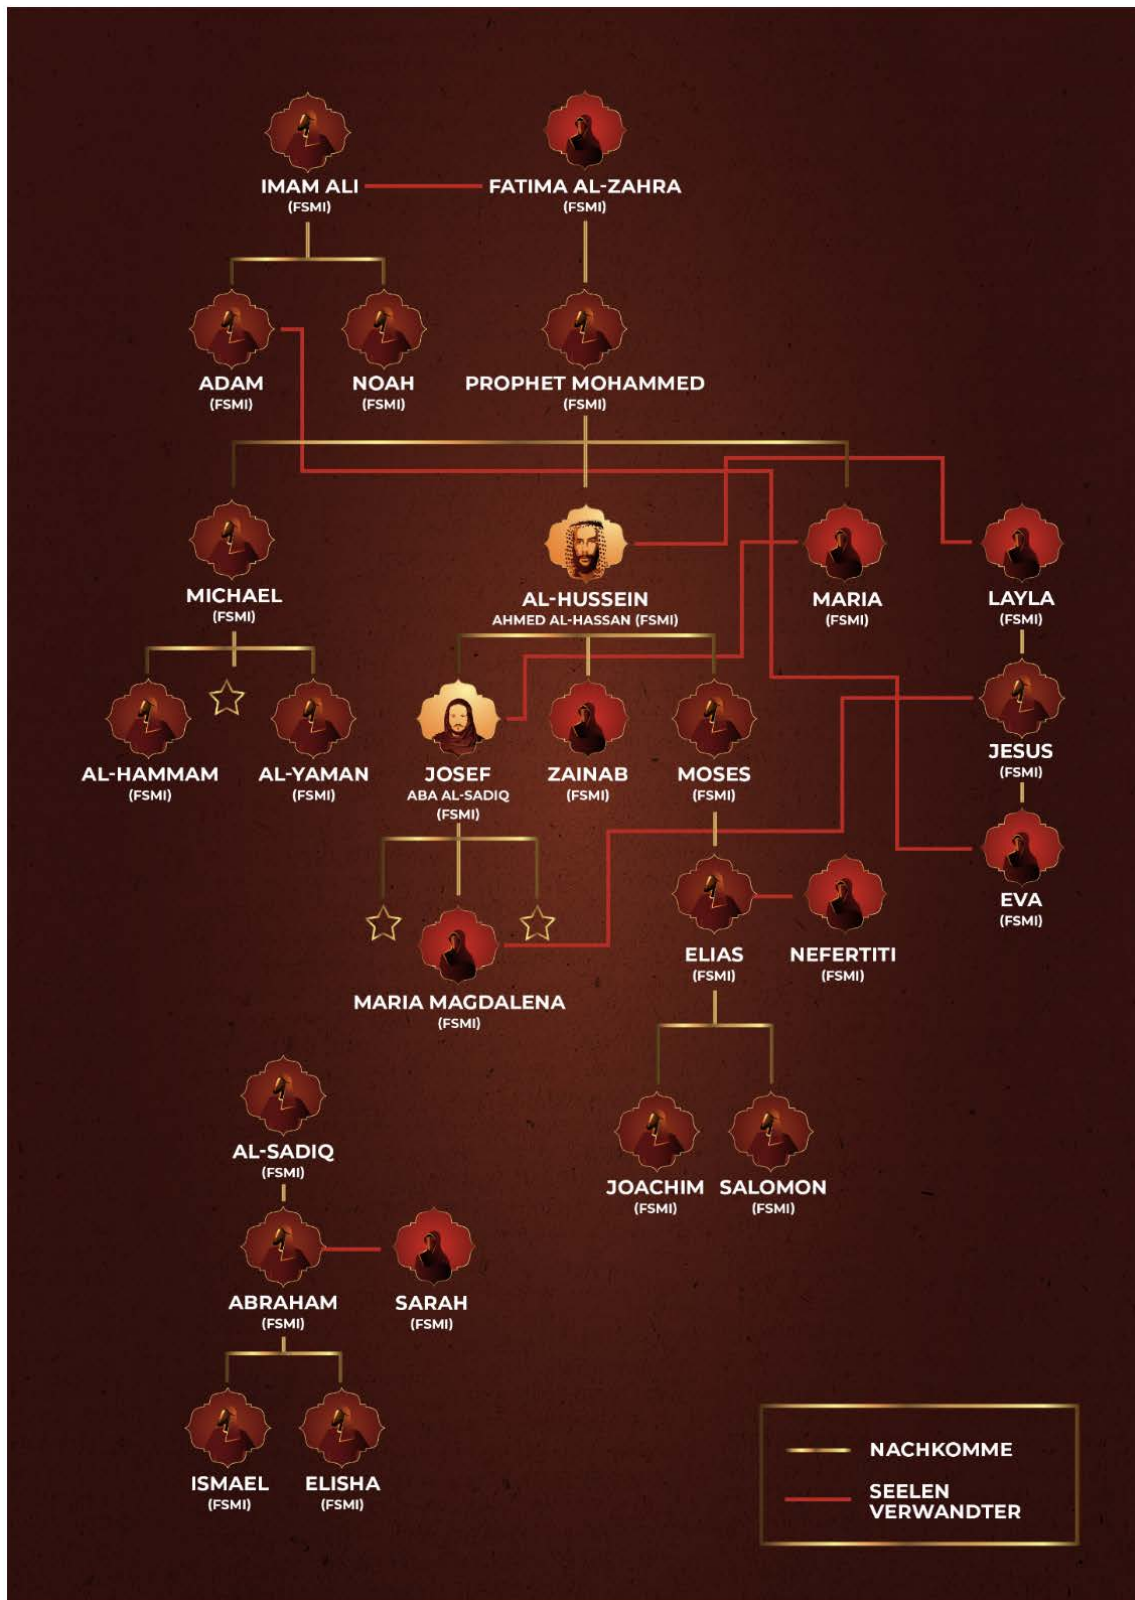 IMAM ALI
(FSMI)
FATIMA AL-ZAHRA
(FSMI)
ADAM
(FSMI)
NOAH
(FSMI)
PROPHET MOHAMMED
(FSMI)
MICHAEL
(FSMI)
AL-HUSSEIN
AHMED AL-HASSAN (FSMI)
MARIA
(FSMI)
LAYLA
(FSMI)
AL-HAMMAM
(FSMI)
AL-YAMAN
(FSMI)
JOSEF
ABA AL-SADIQ
(FSMI)
ZAINAB
(FSMI)
MOSES
(FSMI)
JESUS
(FSMI)
EVA
(FSMI)
MARIA MAGDALENA
(FSMI)
ELIAS
(FSMI)
NEFERTITI
(FSMI)
AL-SADIQ
(FSMI)
JOACHIM
(FSMI)
SALOMON
(FSMI)
ABRAHAM
(FSMI)
SARAH
(FSMI)
ISMAEL
(FSMI)
ELISHA
(FSMI)
NACHKOMME
SEELEN
VERWANDTER